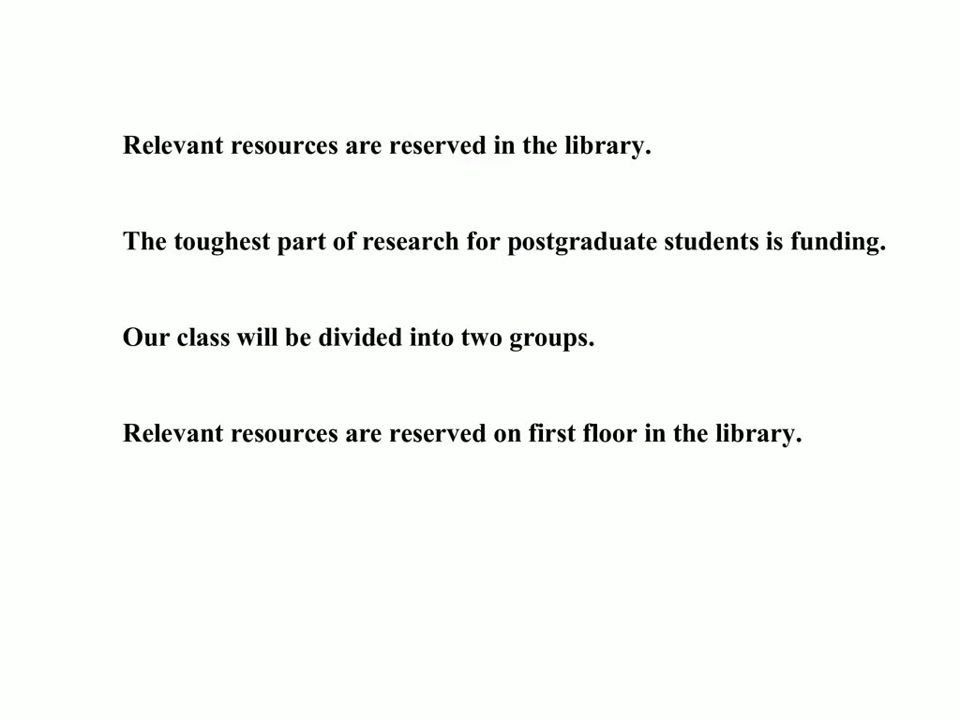 Relevant resources are reserved in the library.
The toughest part of research for postgraduate students is funding.
Our class will be divided into two groups.
Relevant resources are reserved on first floor in the library.